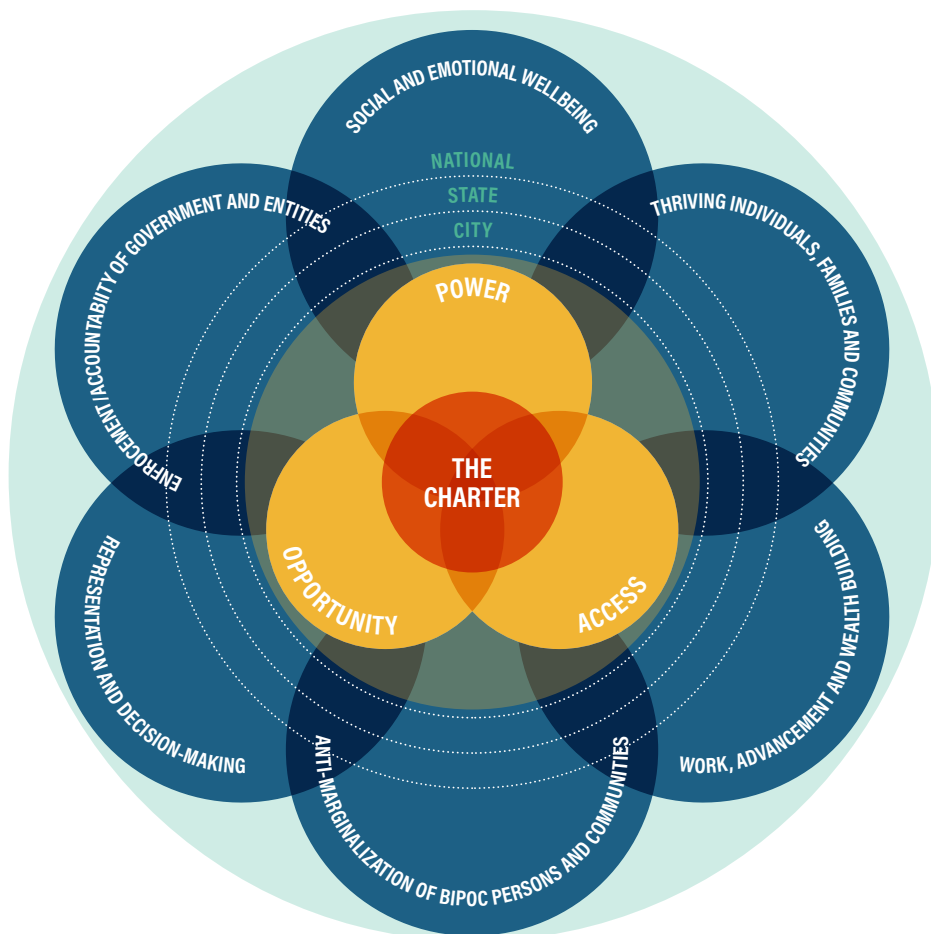 SOCIAL AND EMOTIONAL WELLBEING
NATIONAL
STATE
CITY
THRIVING INDIVIDUALS, FAMILIES AND COMMUNITIES
ENFROCEMENT/ACCOUNTABIITY OF GOVERNMENT AND ENTITIES
POWER
THE
CHARTER
OPPORTUNITY
ACCESS
REPRESENTATION AND DECISION-MAKING
WORK, ADVANCEMENT AND WEALTH BUILDING
ANTI-MARGINALIZATION OF BIPOC PERSONS AND COMMUNITIES